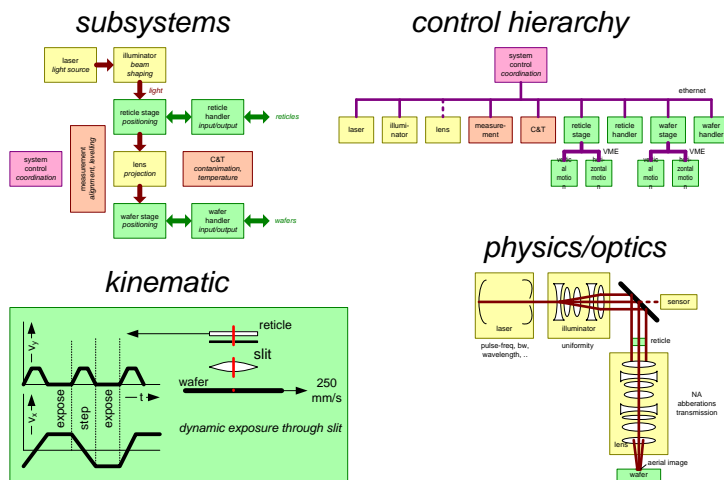 subsystems
laser
light source
illuminator
beam
shaping
light
reticle stage
positioning
reticle
handler
input/output
reticles
system
control
coordination
measurement
alignment, leveling
lens
projection
C&T
contanimation,
temperature
wafer stage
positioning
wafer
handler
input/output
wafers
control hierarchy
system
control
coordination
ethernet
laser
illumi-
nator
lens
measure-
ment
C&T
reticle
stage
reticle
handler
wafer
stage
wafer
handler
VME
VME
al motio
n
zontal
motion
al motio
n
zontal
motion
kinematic
v
y
v
x
expose
step
expose
t
reticle
slit
wafer
250
mm/s
dynamic exposure through slit
physics/optics
laser
pulse-freq, bw,
wavelength, ..
illuminator
uniformity
sensor
reticle
NA
abberations
transmission
lens
aerial image
wafer